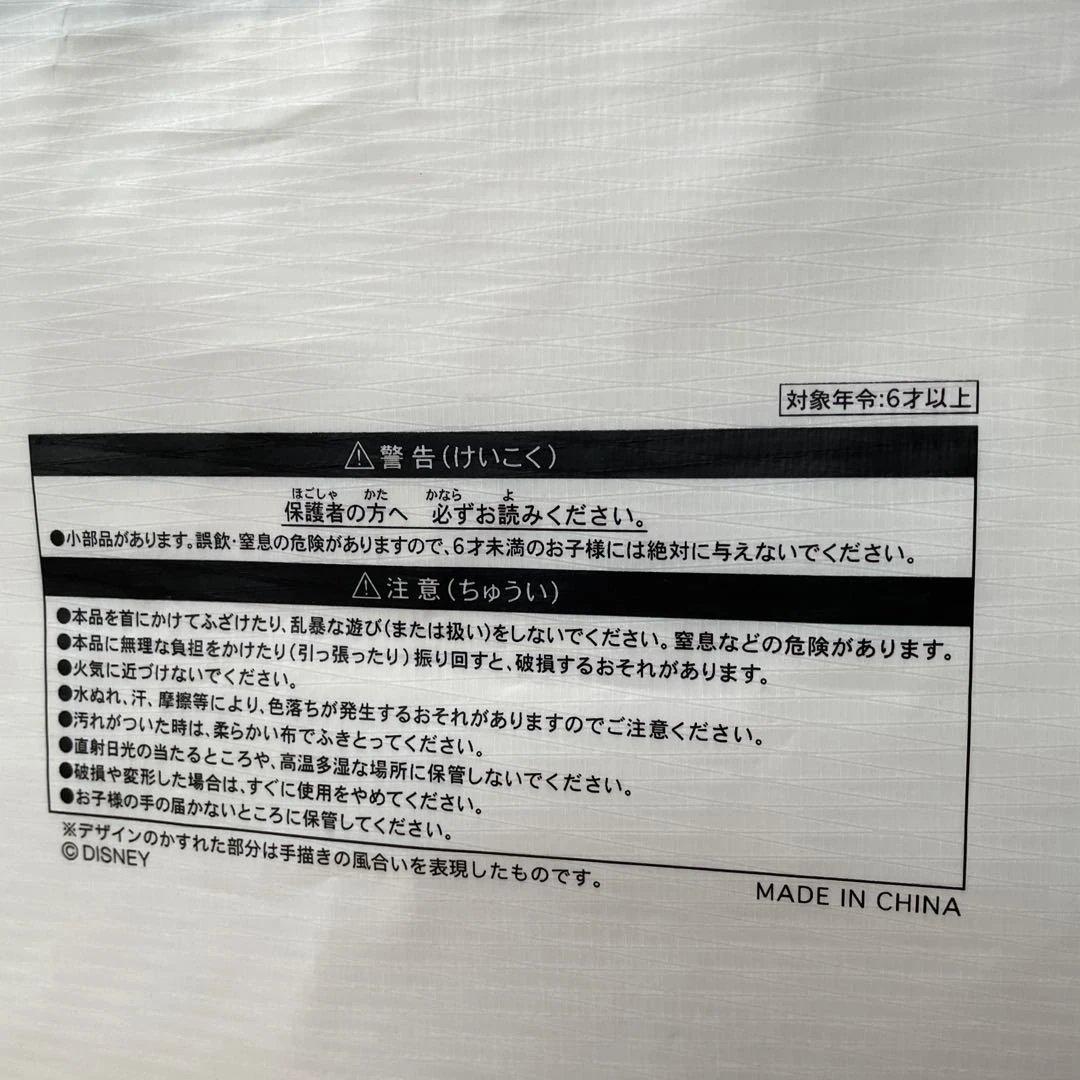 対象年令:6才以上
⚠警告(けいこく)
ほごしゃ かた かなら よ
保護者の方へ 必ずお読みください。
●小部品があります。誤飲・窒息の危険がありますので、6才未満のお子様には絶対に与えないでください。
⚠注意(ちゅうい)
●本品を首にかけてふざけたり、乱暴な遊び(または扱い)をしないでください。窒息などの危険があります。
●本品に無理な負担をかけたり(引っ張ったり)振り回すと、破損するおそれがあります。
●火気に近づけないでください。
●水ぬれ、汗、摩擦等により、色落ちが発生するおそれがありますのでご注意ください。
●汚れがついた時は、柔らかい布でふきとってください。
●直射日光の当たるところや、高温多湿な場所に保管しないでください。
●破損や変形した場合は、すぐに使用をやめてください。
●お子様の手の届かないところに保管してください。
※デザインのかすれた部分は手描きの風合いを表現したものです。
©DISNEY
MADE IN CHINA